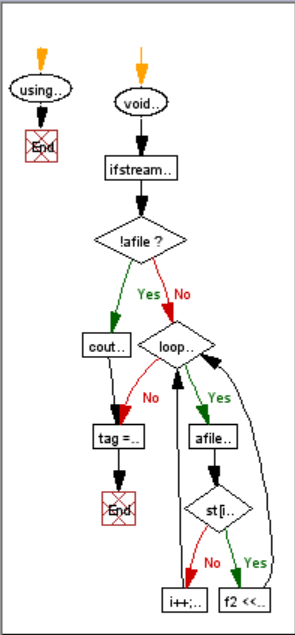 using..
void..
End
ifstream..
!afile ?
Yes No
cout.. loop..
No Yes
tag =.. afile..
End st[i..
No Yes
i++;.. f2 <<..